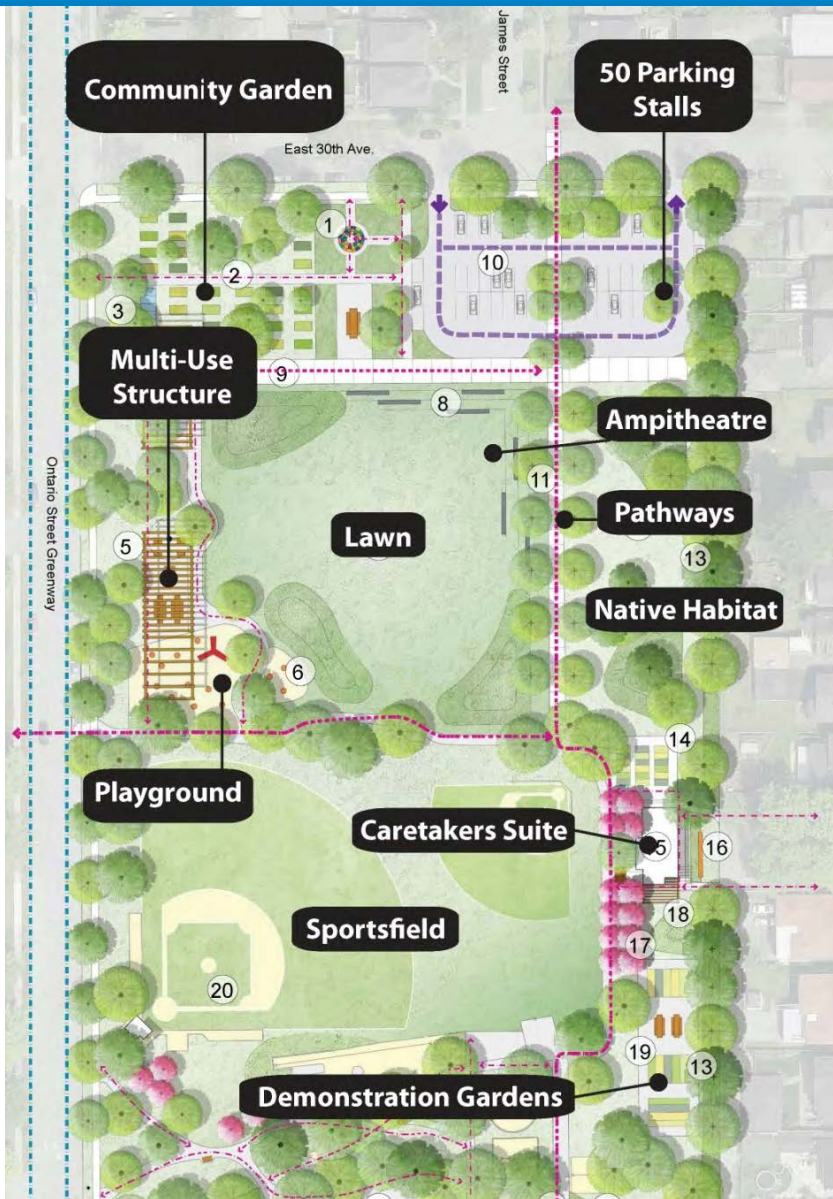 James Street
Community Garden
50 Parking
Stalls
East 30th Ave.
1
2
10
3
Multi-Use
Structure
9
8
Ampitheatre
11
Ontario Street Greenway
Lawn
Pathways
5
13
Native Habitat
6
14
Playground
Caretakers Suite
5
16
18
Sportsfield
17
20
19
13
Demonstration Gardens